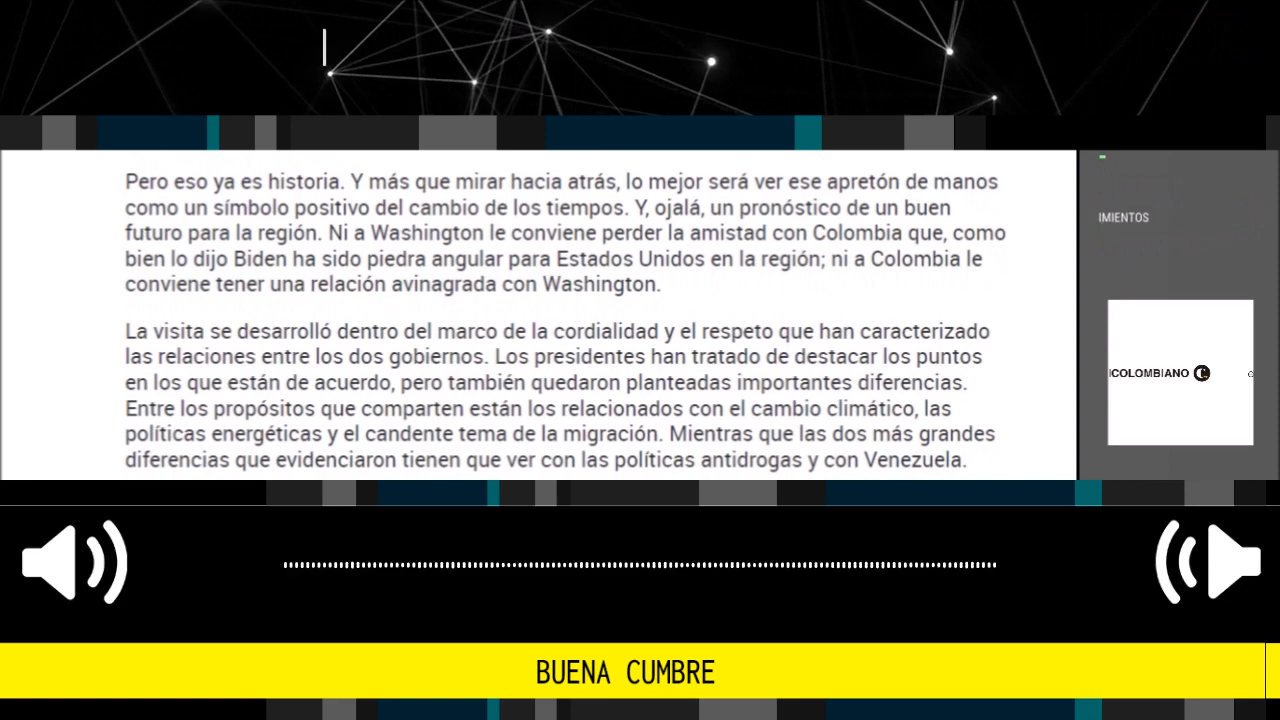 Pero eso ya es historia. Y más que mirar hacia atrás, lo mejor será ver ese apretón de manos
como un símbolo positivo del cambio de los tiempos. Y, ojalá, un pronóstico de un buen
futuro para la región. Ni a Washington le conviene perder la amistad con Colombia que, como
bien lo dijo Biden ha sido piedra angular para Estados Unidos en la región; ni a Colombia le
conviene tener una relación avinagrada con Washington.
La visita se desarrolló dentro del marco de la cordialidad y el respeto que han caracterizado
las relaciones entre los dos gobiernos. Los presidentes han tratado de destacar los puntos
en los que están de acuerdo, pero también quedaron planteadas importantes diferencias.
Entre los propósitos que comparten están los relacionados con el cambio climático, las
políticas energéticas y el candente tema de la migración. Mientras que las dos más grandes
diferencias que evidenciaron tienen que ver con las políticas antidrogas y con Venezuela.
IMIENTOS
COLOMBIANO C
BUENA CUMBRE